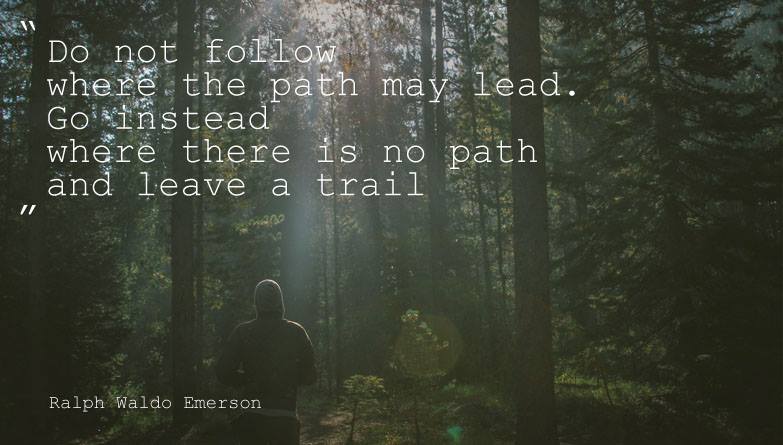 “
Do not follow
where the path may lead.
Go instead
where there is no path
and leave a trail
”
Ralph Waldo Emerson